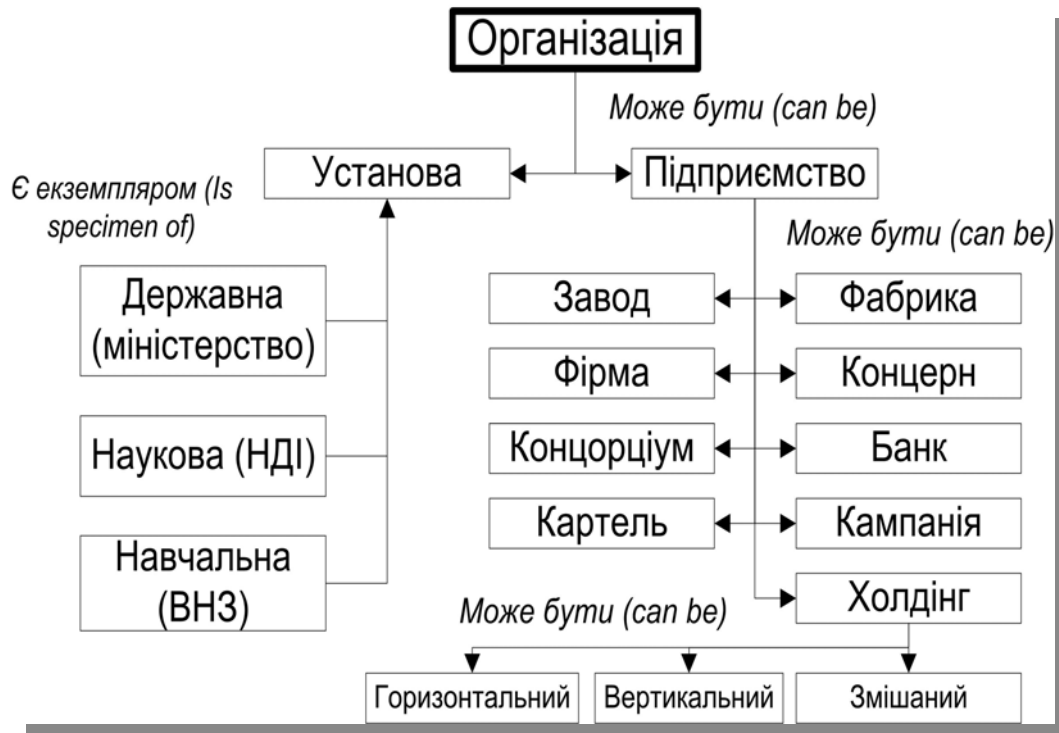 Організація
Може бути (can be)
Установа
Підприємство
Є екземпляром (Is
specimen of)
Може бути (can be)
Державна
(міністерство)
Завод
Фабрика
Фірма
Концерн
Наукова (НДІ)
Концорціум
Банк
Картель
Кампанія
Навчальна
(ВНЗ)
Холдінг
Може бути (can be)
Горизонтальний
Вертикальний
Змішаний